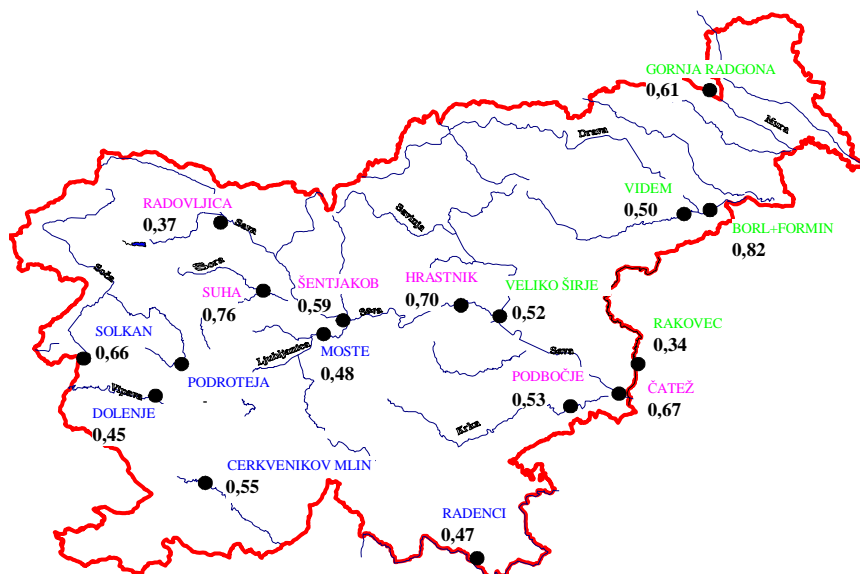 GORNJA RADGONA
0,61
Mura
Drava
VIDEM
0,50
BORL+FORMIN
0,82
RADOVLJICA
0,37
Sava
Savinja
Soča
SUHA
0,76
ŠENTJAKOB
0,59
Sava
HRASTNIK
0,70
VELIKO ŠIRJE
0,52
SOLKAN
0,66
Ljubljanica
MOSTE
0,48
Sava
RAKOVEC
0,34
PODROTEJA
PODBOČJE
0,53
ČATEŽ
0,67
Vipava
DOLENJE
0,45
Krka
CERKVENIKOV MLIN
0,55
RADENCI
0,47